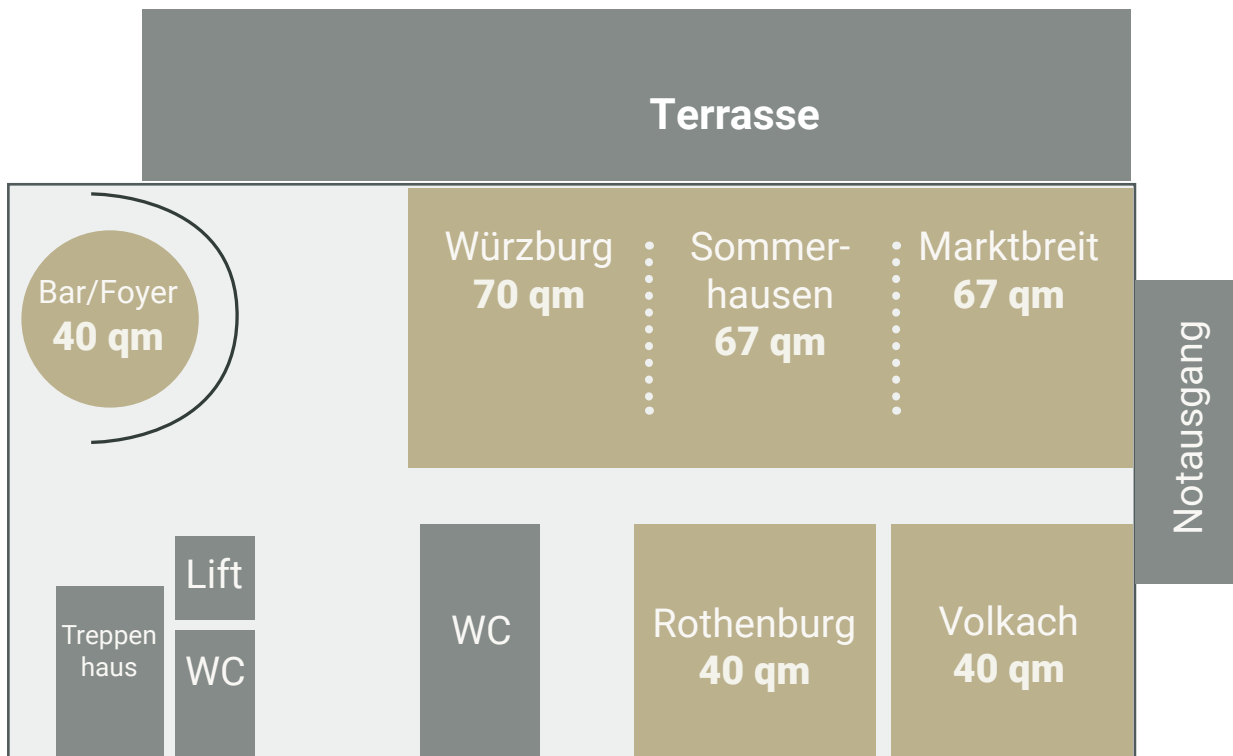 Terrasse
Würzburg
70 qm
Sommer-
hausen
67 qm
Marktbreit
67 qm
Bar/Foyer
40 qm
Notausgang
Lift
Treppen
haus
WC
WC
Rothenburg
40 qm
Volkach
40 qm